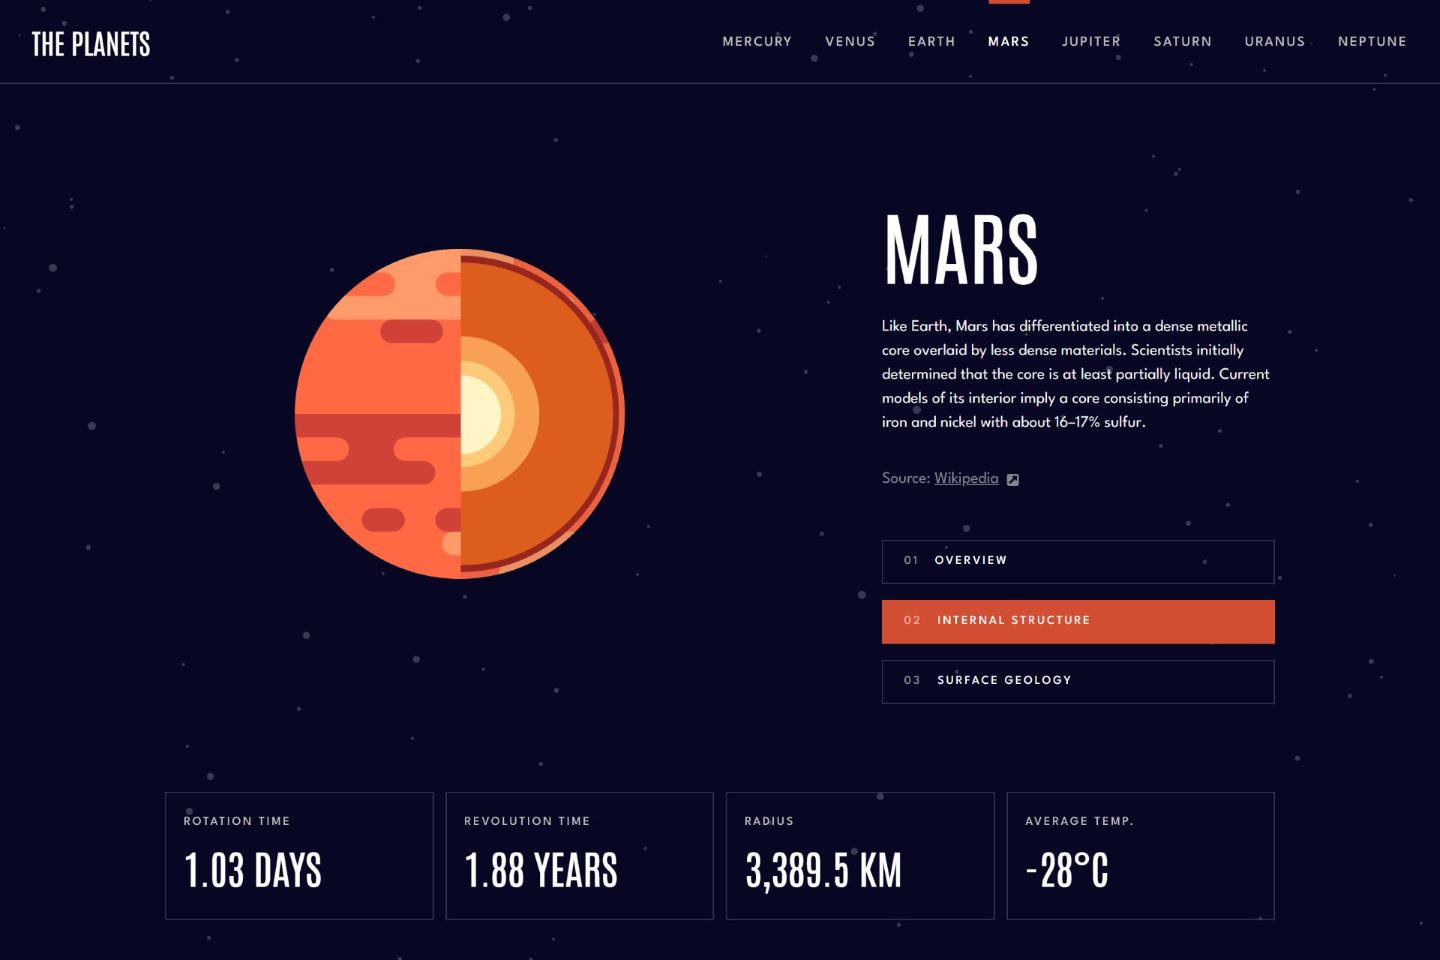 THE PLANETS
MERCURY VENUS EARTH MARS JUPITER SATURN URANUS NEPTUNE
MARS
Like Earth, Mars has differentiated into a dense metallic
core overlaid by less dense materials. Scientists initially
determined that the core is at least partially liquid. Current
models of its interior imply a core consisting primarily of
iron and nickel with about 16–17% sulfur.
Source: Wikipedia
01 OVERVIEW
02 INTERNAL STRUCTURE
03 SURFACE GEOLOGY
ROTATION TIME
1.03 DAYS
REVOLUTION TIME
1.88 YEARS
RADIUS
3,389.5 KM
AVERAGE TEMP.
-28°C